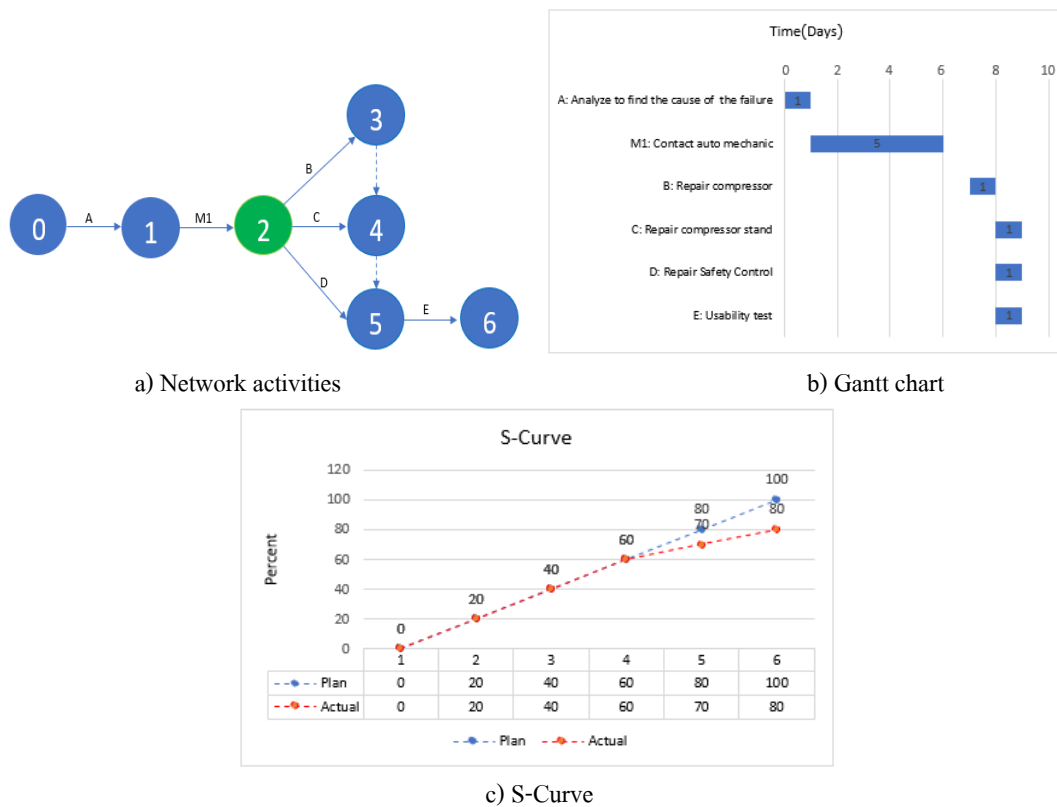 3
B
0
A
1
M1
2
C
4
D
5
E
6
a) Network activities
Time(Days)
0 2 4 6 8 10
A: Analyze to find the cause of the failure 1
M1: Contact auto mechanic 5
B: Repair compressor 1
C: Repair compressor stand 1
D: Repair Safety Control 1
E: Usability test 1
b) Gantt chart
S-Curve
Percent
120
100
80
60
40
20
0
0
20
40
60
80
70
100
80
1 2 3 4 5 6
Plan 0 20 40 60 80 100
Actual 0 20 40 60 70 80
Plan Actual
c) S-Curve